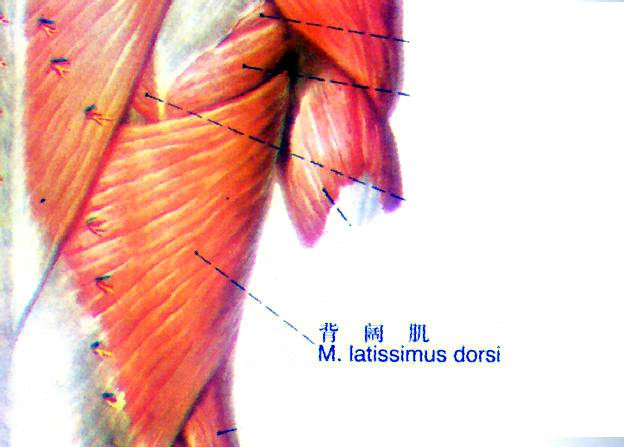 背 阔 肌
M. latissimus dorsi